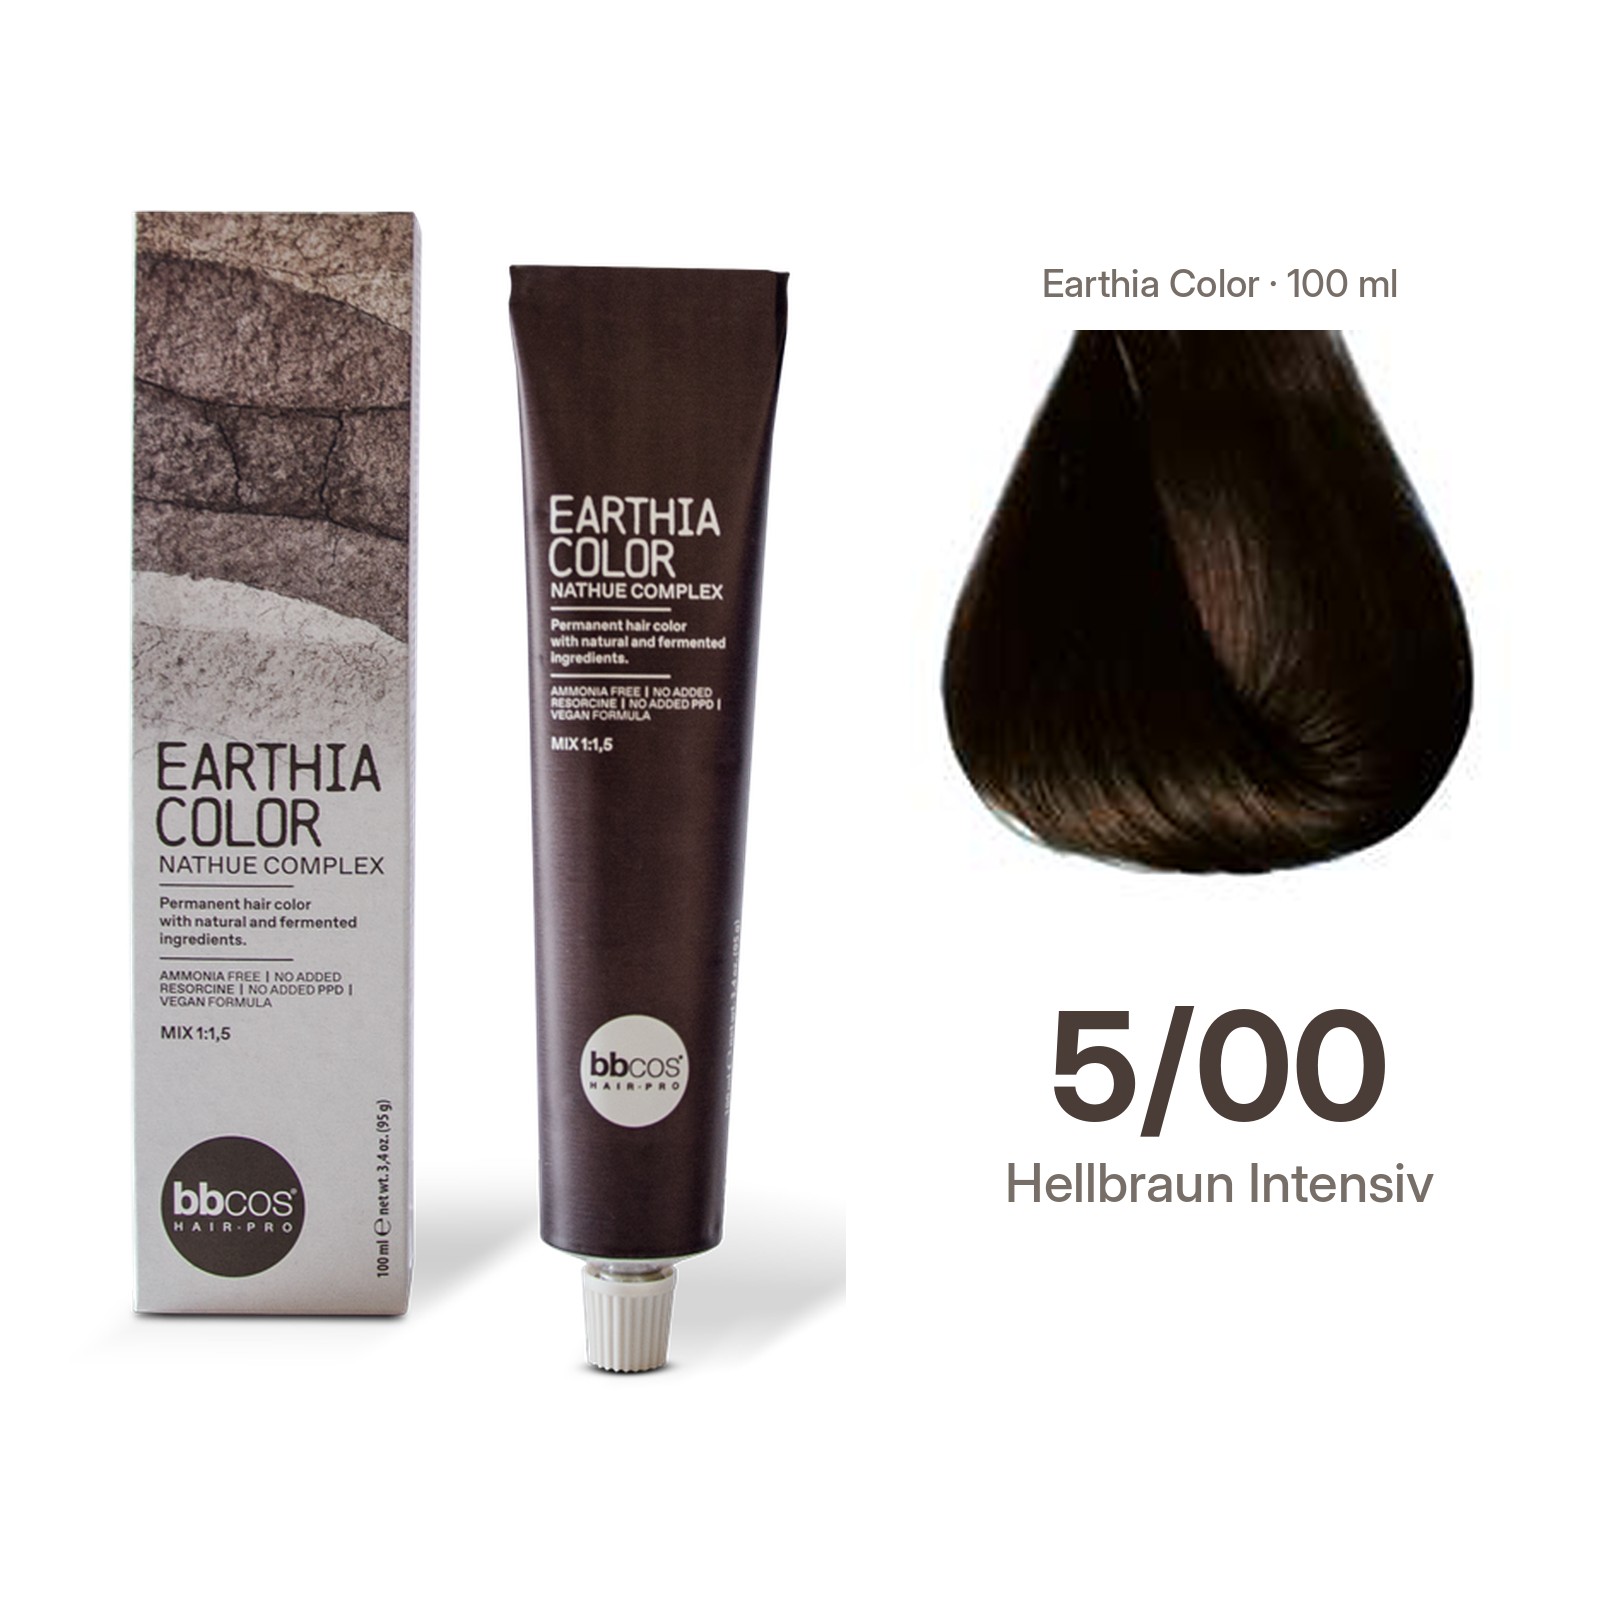 EARTHIA
COLOR
NATHUE COMPLEX
Permanent hair color
with natural and fermented
ingredients.
AMMONIA FREE | NO ADDED
RESORCINE | NO ADDED PPD |
VEGAN FORMULA
MIX 1:1,5
bbcos®
HAIR-PRO
100 ml ℮ net wt. 3,4 oz. (95 g)
EARTHIA
COLOR
NATHUE COMPLEX
Permanent hair color
with natural and fermented
ingredients.
AMMONIA FREE | NO ADDED
RESORCINE | NO ADDED PPD |
VEGAN FORMULA
MIX 1:1,5
bbcos®
HAIR-PRO
Earthia Color · 100 ml
5/00
Hellbraun Intensiv